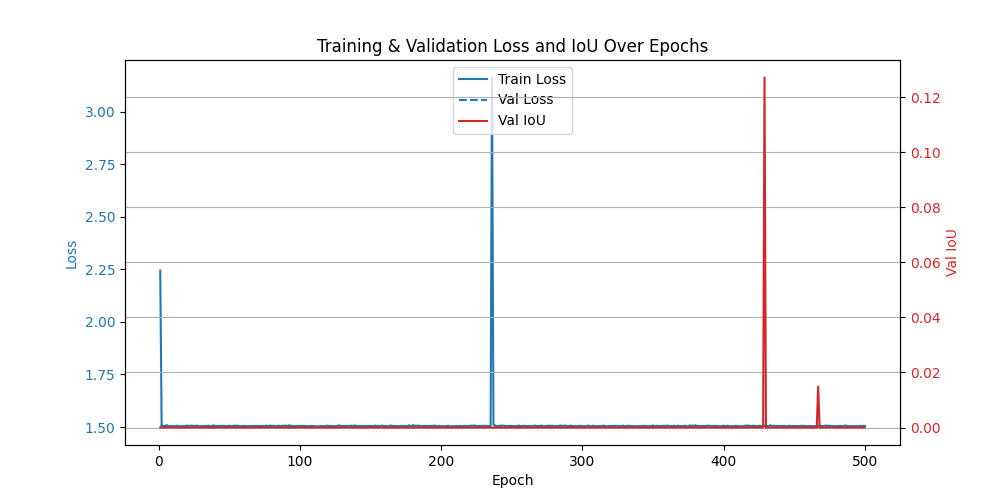 Training & Validation Loss and IoU Over Epochs
Train Loss
Val Loss
Val IoU
3.00
2.75
2.50
2.25
2.00
1.75
1.50
Loss
0.12
0.10
0.08
0.06
0.04
0.02
0.00
Val IoU
0
100
200
300
400
500
Epoch